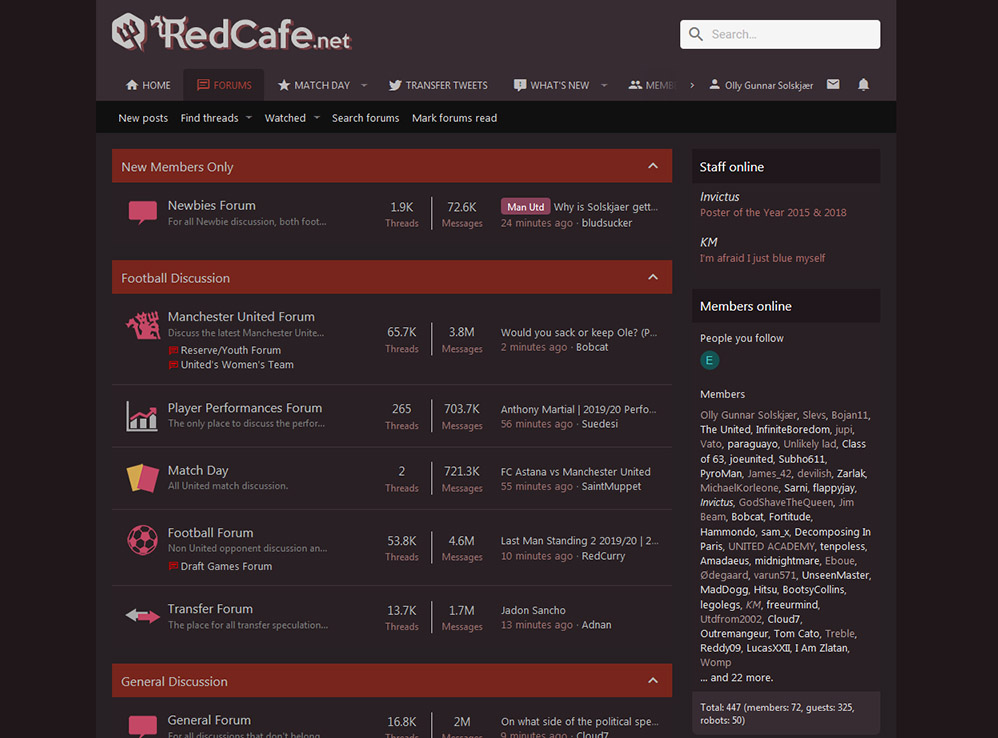 RedCafe.net
Search...
HOME
FORUMS
MATCH DAY
TRANSFER TWEETS
WHAT'S NEW
MEMB
Olly Gunnar Solskjær
New posts
Find threads
Watched
Search forums
Mark forums read
New Members Only
Newbies Forum
For all Newbie discussion, both foot...
1.9K
Threads
72.6K
Messages
Man Utd Why is Solskjaer gett...
24 minutes ago · bludsucker
Football Discussion
Manchester United Forum
Discuss the latest Manchester Unite...
Reserve/Youth Forum
United's Women's Team
65.7K
Threads
3.8M
Messages
Would you sack or keep Ole? (P...
2 minutes ago · Bobcat
Player Performances Forum
The only place to discuss the perfor...
265
Threads
703.7K
Messages
Anthony Martial | 2019/20 Perfo...
56 minutes ago · Suedesi
Match Day
All United match discussion.
2
Threads
721.3K
Messages
FC Astana vs Manchester United
55 minutes ago · SaintMuppet
Football Forum
Non United opponent discussion an...
Draft Games Forum
53.8K
Threads
4.6M
Messages
Last Man Standing 2 2019/20 | 2...
10 minutes ago · RedCurry
Transfer Forum
The place for all transfer speculation...
13.7K
Threads
1.7M
Messages
Jadon Sancho
13 minutes ago · Adnan
General Discussion
General Forum
For all discussions that don't belong
16.8K
Threads
2M
Messages
On what side of the political spe...
9 minutes ago · Cloud7
Staff online
Invictus
Poster of the Year 2015 & 2018
KM
I'm afraid I just blue myself
Members online
People you follow
E
Members
Olly Gunnar Solskjær, Slevs, Bojan11,
The United, InfiniteBoredom, jupi,
Vato, paraguayo, Unlikely lad, Class
of 63, joeunited, Subho611,
PyroMan, James_42, devilish, Zarlak,
MichaelKorleone, Sarni, flappyjay,
Invictus, GodShaveTheQueen, Jim
Beam, Bobcat, Fortitude,
Hammondo, sam_x, Decomposing In
Paris, UNITED ACADEMY, tenpoless,
Amadaeus, midnightmare, Eboue,
Ødegaard, varun571, UnseenMaster,
MadDogg, Hitsu, BootsyCollins,
legolegs, KM, freeurmind,
Utdfrom2002, Cloud7,
Outremangeur, Tom Cato, Treble,
Reddy09, LucasXXII, I Am Zlatan,
Womp
... and 22 more.
Total: 447 (members: 72, guests: 325,
robots: 50)